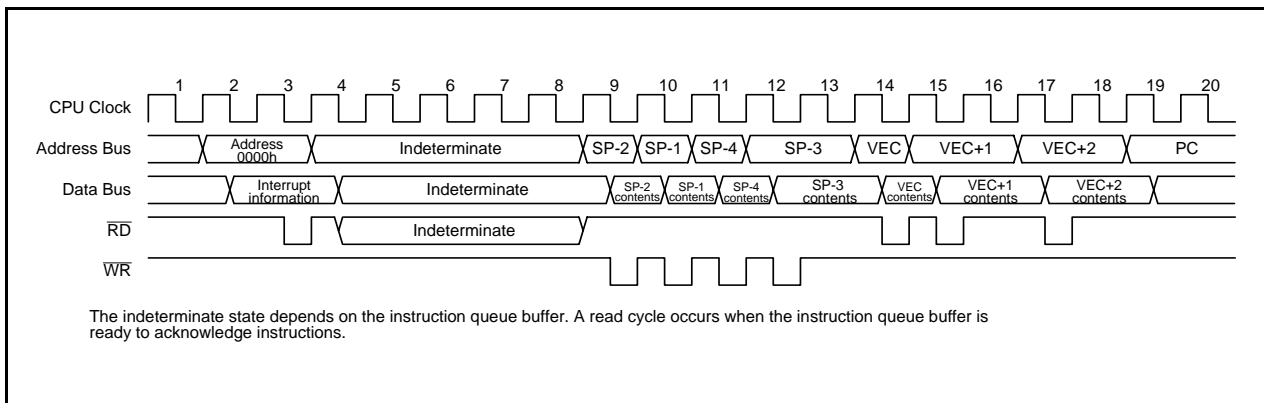 1 2 3 4 5 6 7 8 9 10 11 12 13 14 15 16 17 18 19 20
CPU Clock
Address Bus
Address
0000h
Indeterminate
SP-2
SP-1
SP-4
SP-3
VEC
VEC+1
VEC+2
PC
Data Bus
Interrupt
information
Indeterminate
SP-2
contents
SP-1
contents
SP-4
contents
SP-3
contents
VEC
contents
VEC+1
contents
VEC+2
contents
RD
Indeterminate
WR
The indeterminate state depends on the instruction queue buffer. A read cycle occurs when the instruction queue buffer is
ready to acknowledge instructions.